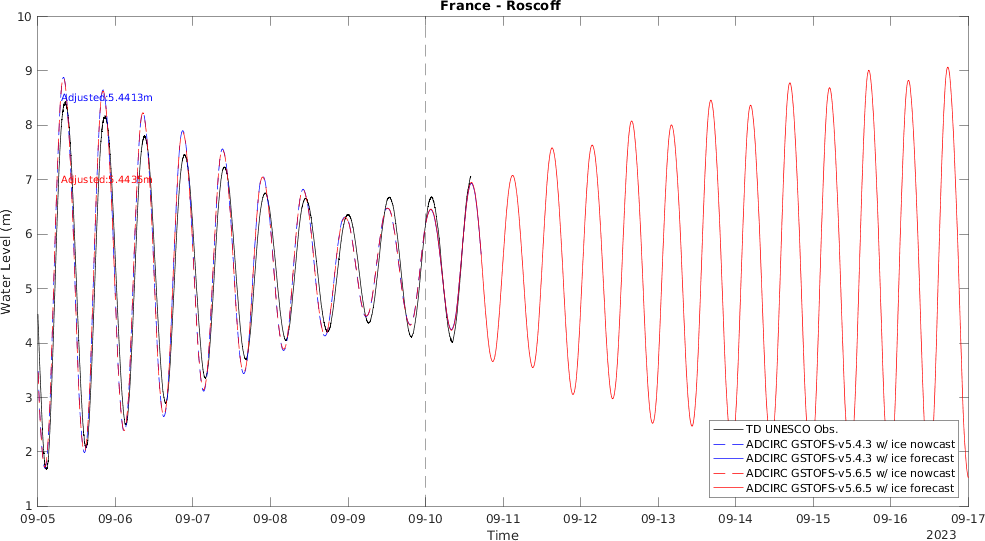 France - Roscoff
Water Level (m)
10
9
8
7
6
5
4
3
2
1
Adjusted:5.4413m
Adjusted:5.4435m
TD UNESCO Obs.
ADCIRC GSTOFS-v5.4.3 w/ ice nowcast
ADCIRC GSTOFS-v5.4.3 w/ ice forecast
ADCIRC GSTOFS-v5.6.5 w/ ice nowcast
ADCIRC GSTOFS-v5.6.5 w/ ice forecast
09-05 09-06 09-07 09-08 09-09 09-10 09-11 09-12 09-13 09-14 09-15 09-16 09-17
Time
2023